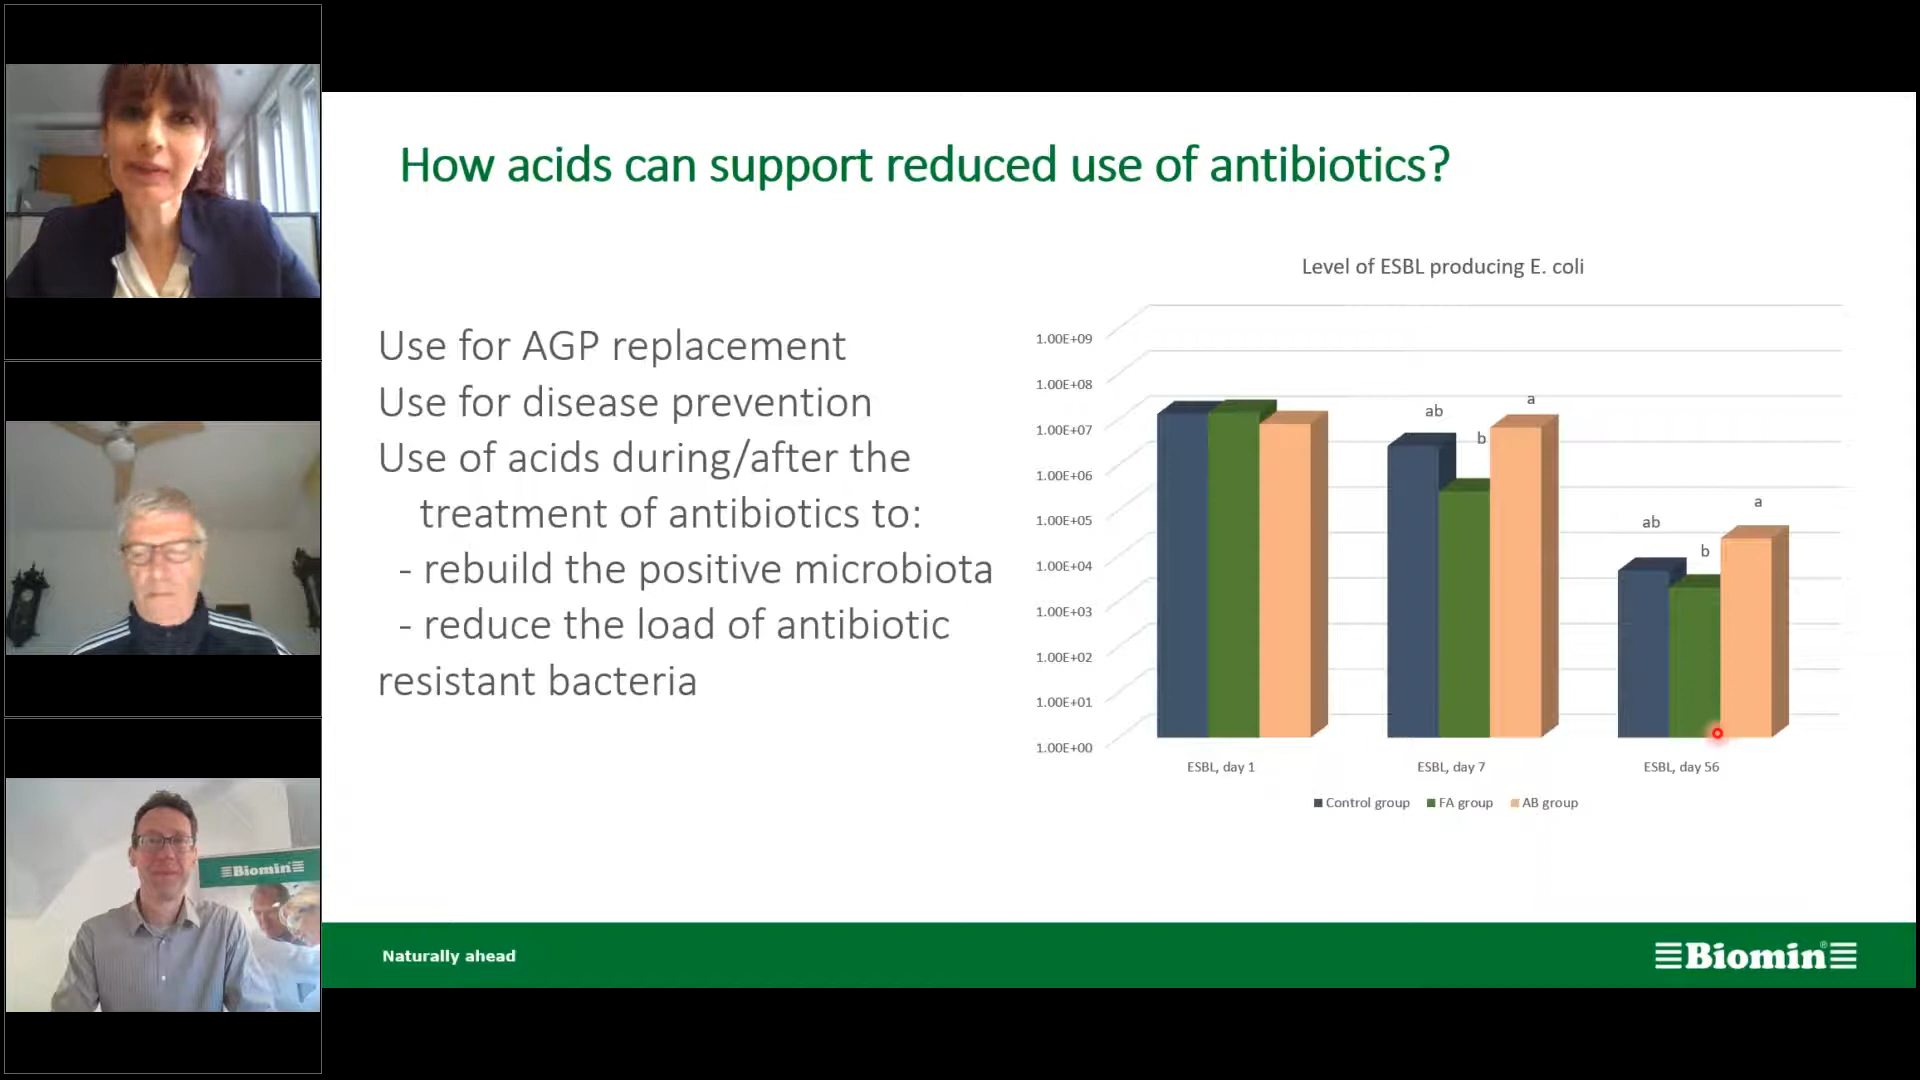 How acids can support reduced use of antibiotics?
Use for AGP replacement
Use for disease prevention
Use of acids during/after the
treatment of antibiotics to:
- rebuild the positive microbiota
- reduce the load of antibiotic
resistant bacteria
Level of ESBL producing E. coli
1.00E+09
1.00E+08
1.00E+07
1.00E+06
1.00E+05
1.00E+04
1.00E+03
1.00E+02
1.00E+01
1.00E+00
ab
b
a
ab
b
a
ESBL, day 1
ESBL, day 7
ESBL, day 56
Control group
FA group
AB group
Biomin
Naturally ahead
Biomin®